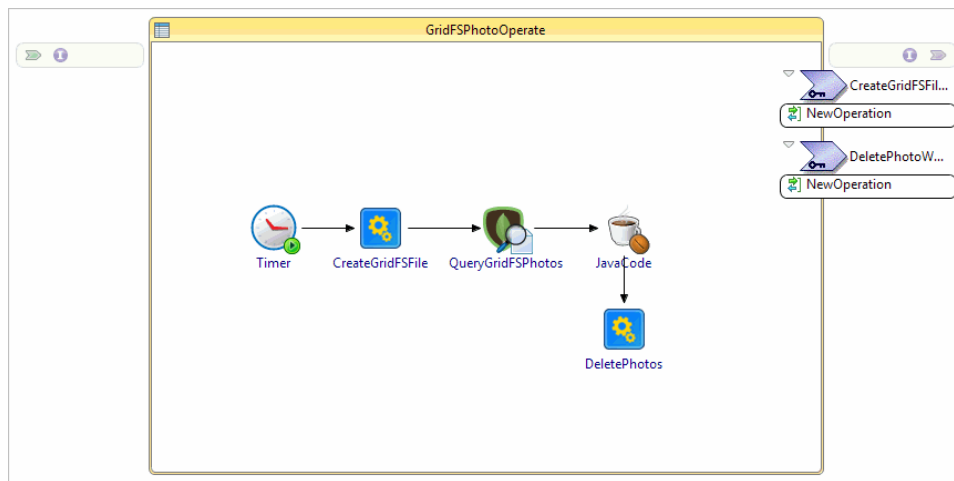 GridFSPhotoOperate
CreateGridFSFil...
NewOperation
DeletePhotoW...
NewOperation
Timer
CreateGridFSFile
QueryGridFSPhotos
JavaCode
DeletePhotos